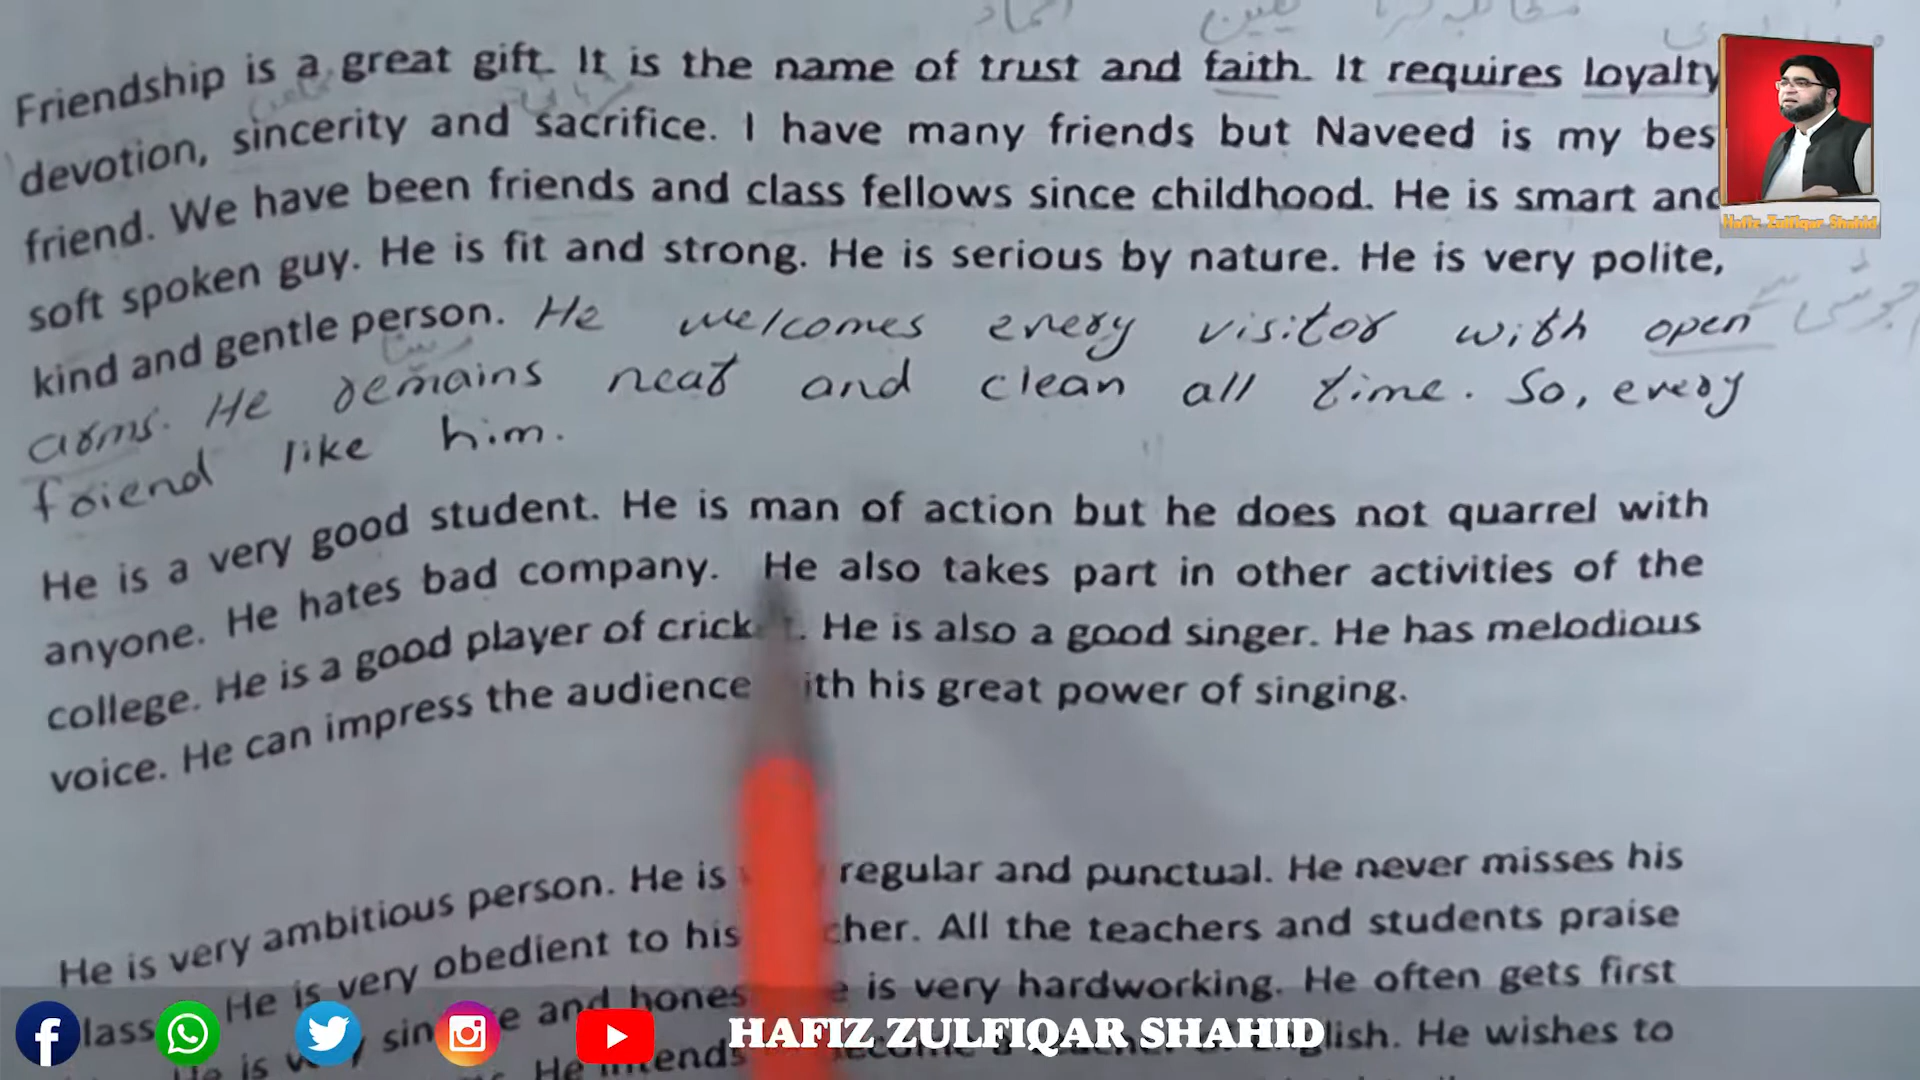 Friendship is a great gift. It is the name of trust and faith. It requires loyalty
devotion, sincerity and sacrifice. I have many friends but Naveed is my bes
friend. We have been friends and class fellows since childhood. He is smart and
soft spoken guy. He is fit and strong. He is serious by nature. He is very polite,
kind and gentle person. He welcomes every visitor with open
arms. He remains neat and clean all time. So, every
friend like him.
He is a very good student. He is man of action but he does not quarrel with
anyone. He hates bad company. He also takes part in other activities of the
college. He is a good player of cricket. He is also a good singer. He has melodious
voice. He can impress the audience with his great power of singing.
He is very ambitious person. He is regular and punctual. He never misses his
He is very obedient to his cher. All the teachers and students praise
and hones is very hardworking. He often gets first
He wishes to
Hafiz Zulfiqar Shahid
HAFIZ ZULFIQAR SHAHID